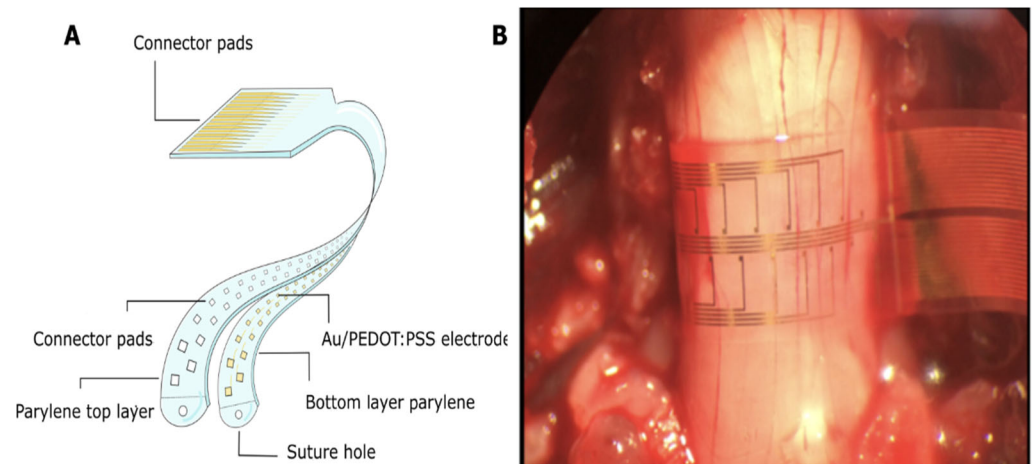 A
Connector pads
Connector pads
Au/PEDOT:PSS electrode
Parylene top layer
Bottom layer parylene
Suture hole
B